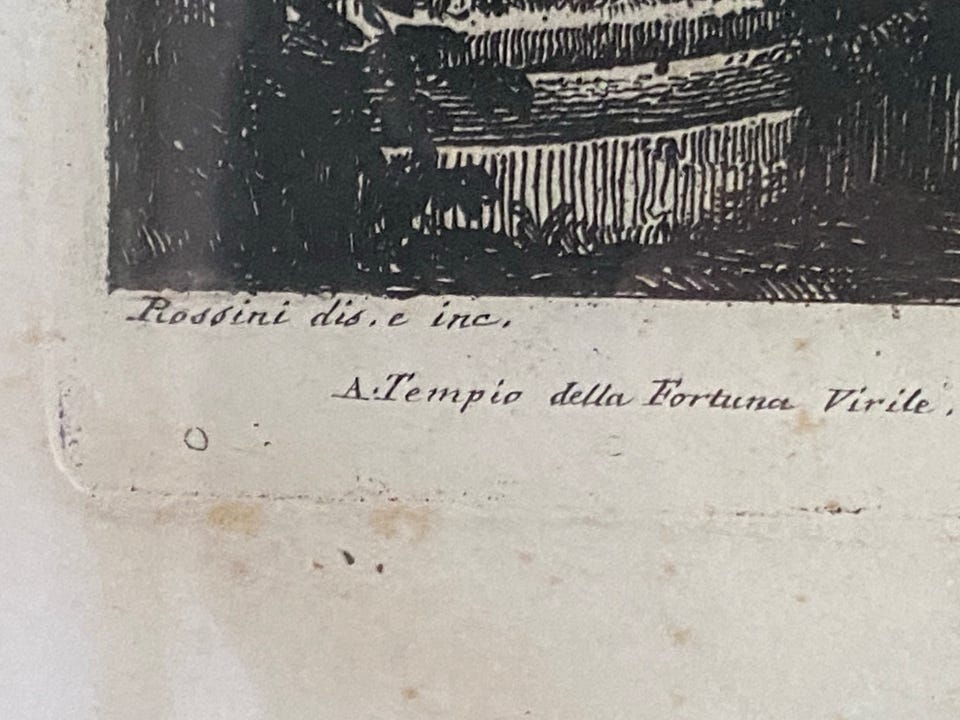 Rossini dis. e inc.
A. Tempio della Fortuna Virile.